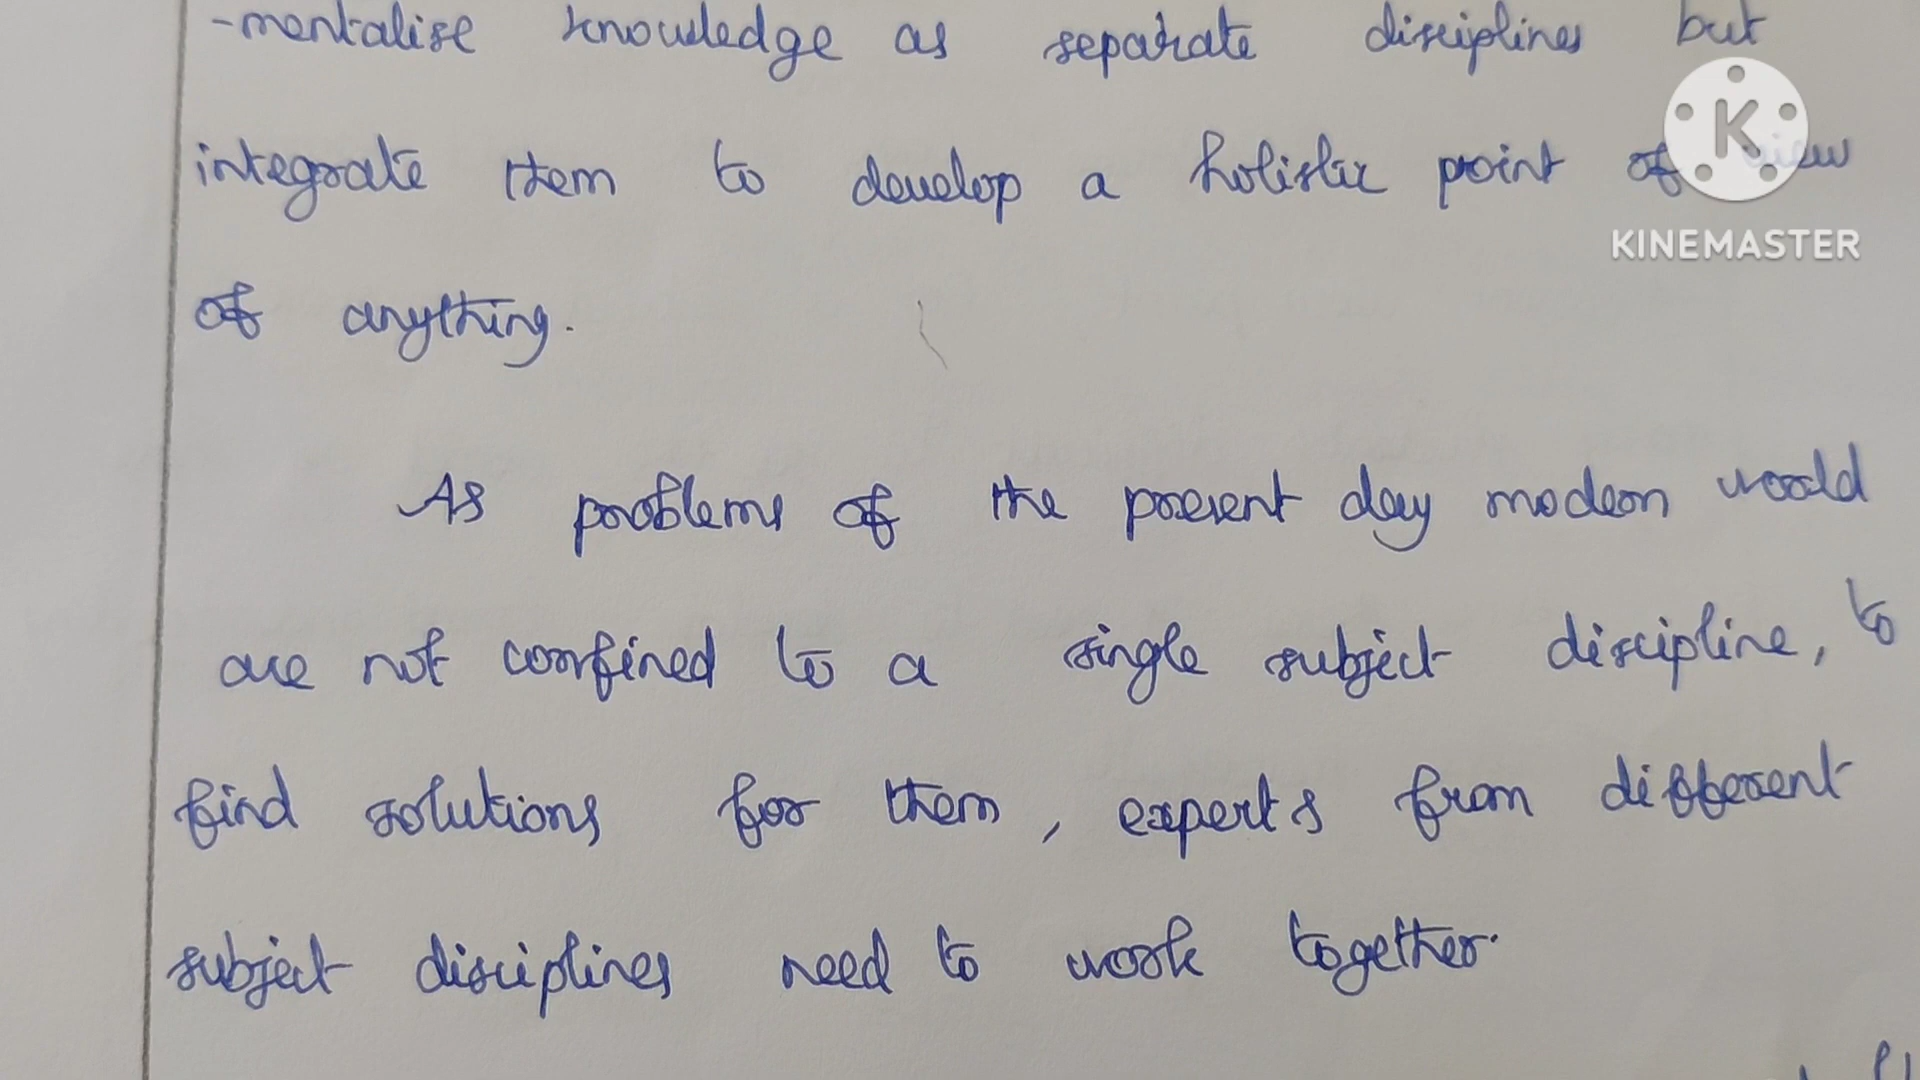 -mentalise knowledge as separate disciplines but
integrate them to develop a holistic point of view
of anything.
KINEMASTER
As problems of the present day modern world
are not confined to a single subject discipline, to
find solutions for them, experts from different
subject disciplines need to work together.